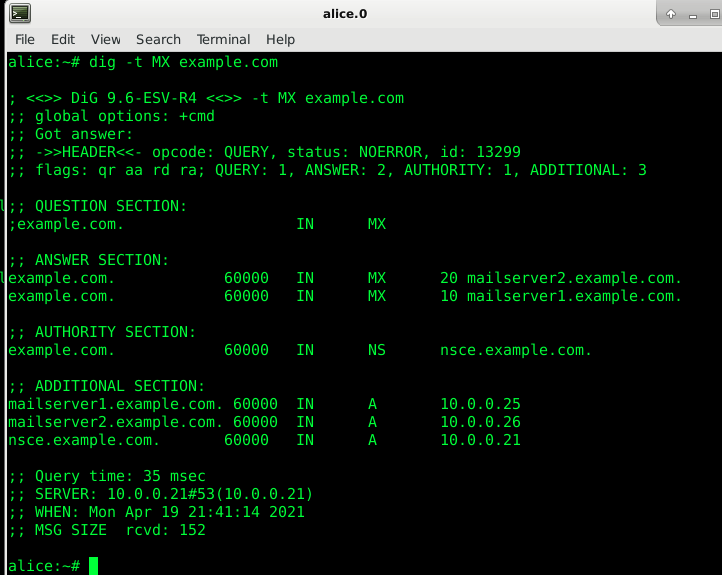 alice.0
File Edit View Search Terminal Help
alice:~# dig -t MX example.com
; <<>> DiG 9.6-ESV-R4 <<>> -t MX example.com
;; global options: +cmd
;; Got answer:
;; ->>HEADER<<- opcode: QUERY, status: NOERROR, id: 13299
;; flags: qr aa rd ra; QUERY: 1, ANSWER: 2, AUTHORITY: 1, ADDITIONAL: 3
;; QUESTION SECTION:
;example.com. IN MX
;; ANSWER SECTION:
example.com. 60000 IN MX 20 mailserver2.example.com.
example.com. 60000 IN MX 10 mailserver1.example.com.
;; AUTHORITY SECTION:
example.com. 60000 IN NS nsce.example.com.
;; ADDITIONAL SECTION:
mailserver1.example.com. 60000 IN A 10.0.0.25
mailserver2.example.com. 60000 IN A 10.0.0.26
nsce.example.com. 60000 IN A 10.0.0.21
;; Query time: 35 msec
;; SERVER: 10.0.0.21#53(10.0.0.21)
;; WHEN: Mon Apr 19 21:41:14 2021
;; MSG SIZE rcvd: 152
alice:~#